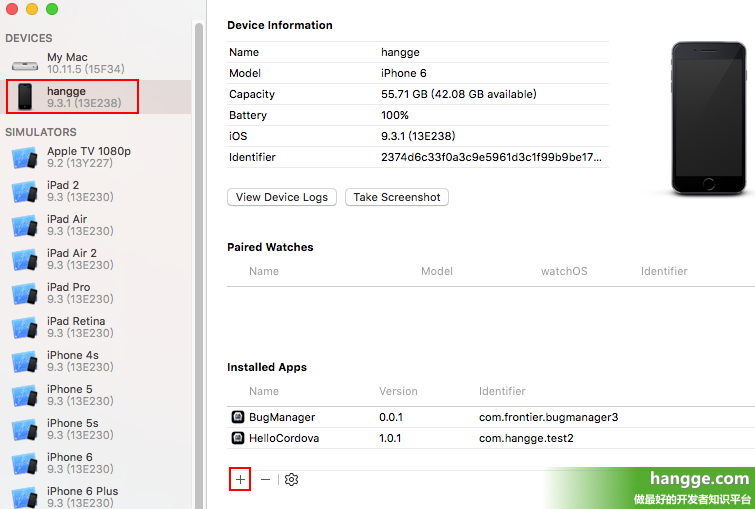 DEVICES
My Mac
10.11.5 (15F34)
hangge
9.3.1 (13E238)
SIMULATORS
Apple TV 1080p
9.2 (13Y227)
iPad 2
9.3 (13E230)
iPad Air
9.3 (13E230)
iPad Air 2
9.3 (13E230)
iPad Pro
9.3 (13E230)
iPad Retina
9.3 (13E230)
iPhone 4s
9.3 (13E230)
iPhone 5
9.3 (13E230)
iPhone 5s
9.3 (13E230)
iPhone 6
9.3 (13E230)
iPhone 6 Plus
9.3 (13E230)
Device Information
Name hangge
Model iPhone 6
Capacity 55.71 GB (42.08 GB available)
Battery 100%
iOS 9.3.1 (13E238)
Identifier 2374d6c33f0a3c9e5961d3c1f99b9be17...
View Device Logs Take Screenshot
Paired Watches
Name Model watchOS Identifier
Installed Apps
Name Version Identifier
BugManager 0.0.1 com.frontier.bugmanager3
HelloCordova 1.0.1 com.hangge.test2
hangge.com
做最好的开发者知识平台